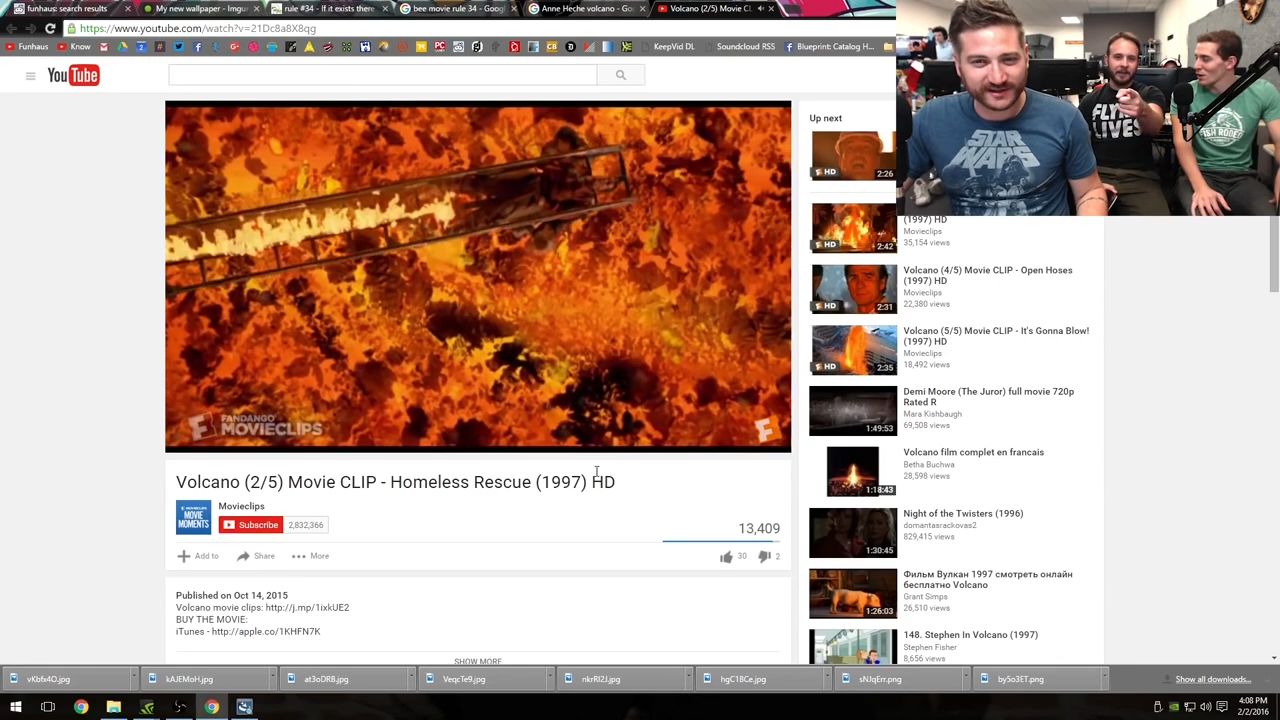 funhaus: search results
My new wallpaper - Imgur
rule #34 - If it exists there
bee movie rule 34 - Goo
Anne Heche volcano - Go
Volcano (2/5) Movie CL
https://www.youtube.com/watch?v=21Dc8a8X8qg
Funhaus
Know
KeepVid DL
Soundcloud RSS
Blueprint: Catalog H...
YouTube
STAR
WARS
LIVES
Up next
HD
2:26
HD
2:42
(1997) HD
Movieclips
35,154 views
HD
2:31
Volcano (4/5) Movie CLIP - Open Hoses
(1997) HD
Movieclips
22,380 views
HD
2:35
Volcano (5/5) Movie CLIP - It's Gonna Blow!
(1997) HD
Movieclips
18,492 views
1:49:53
Demi Moore (The Juror) full movie 720p
Rated R
Mara Kishbaugh
69,508 views
1:18:43
Volcano film complet en francais
Betha Buchwa
28,598 views
1:30:45
Night of the Twisters (1996)
domantasrackovas2
829,415 views
1:26:03
Фильм Вулкан 1997 смотреть онлайн
бесплатно Volcano
Grant Simps
26,510 views
148. Stephen In Volcano (1997)
Stephen Fisher
8,656 views
FANDANGO
MOVIECLIPS
Volcano (2/5) Movie CLIP - Homeless Rescue (1997) HD
MOVIECLIPS
MOVIE
MOMENTS
Movieclips
Subscribe 2,832,366
13,409
Add to Share More
30 2
Published on Oct 14, 2015
Volcano movie clips: http://j.mp/1ixkUE2
BUY THE MOVIE:
iTunes - http://apple.co/1KHFN7K
SHOW MORE
vKbfx4O.jpg
kAJEMoH.jpg
at3oORB.jpg
VeqcTe9.jpg
nkrRI2J.jpg
hgC1BCe.jpg
sNJqErr.png
by5o3ET.png
Show all downloads...
4:08 PM
2/2/2016